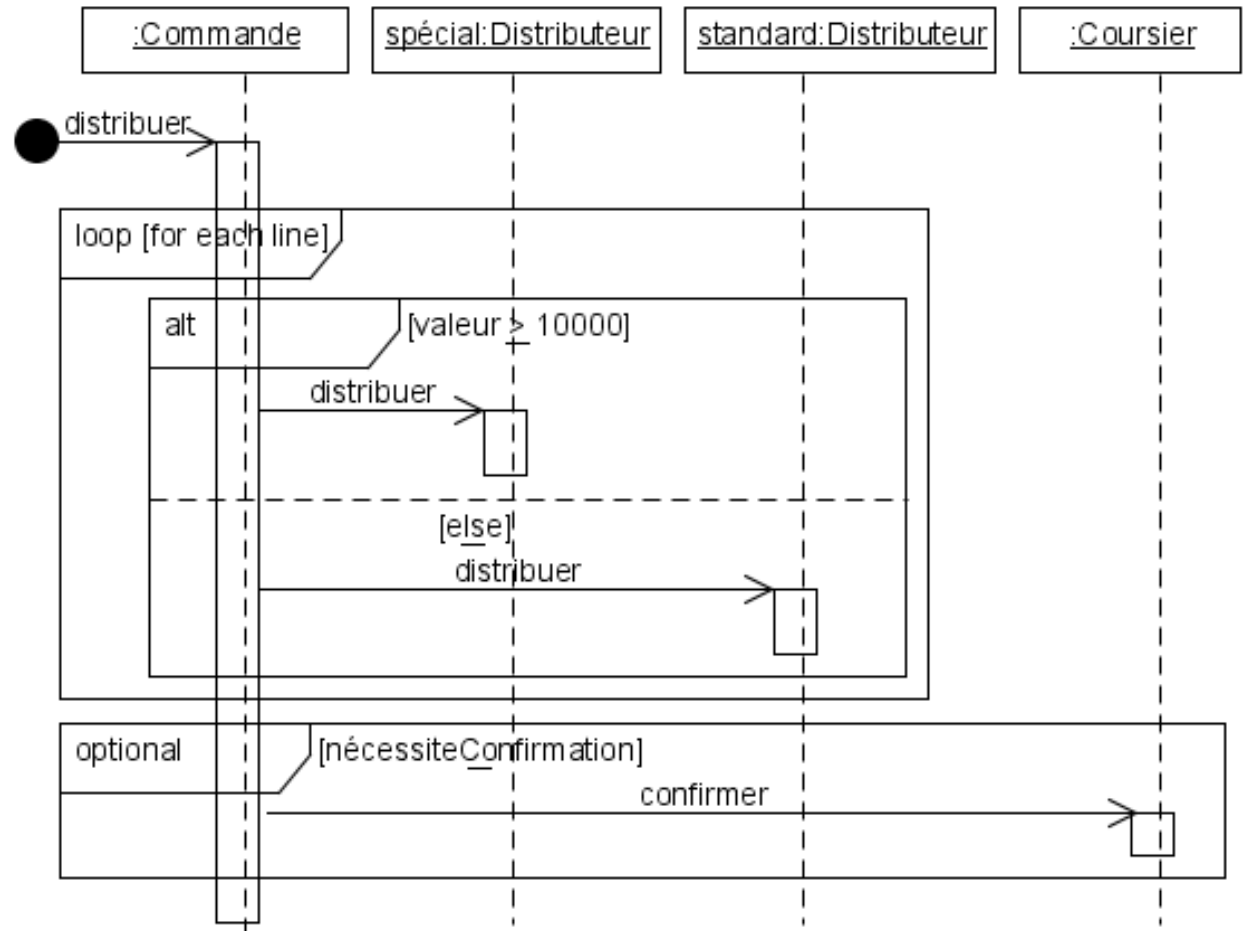 :Commande
spécial:Distributeur
standard:Distributeur
:Coursier
distribuer
loop [for each line]
alt
[valeur > 10000]
distribuer
[else]
distribuer
optional
[nécessiteConfirmation]
confirmer